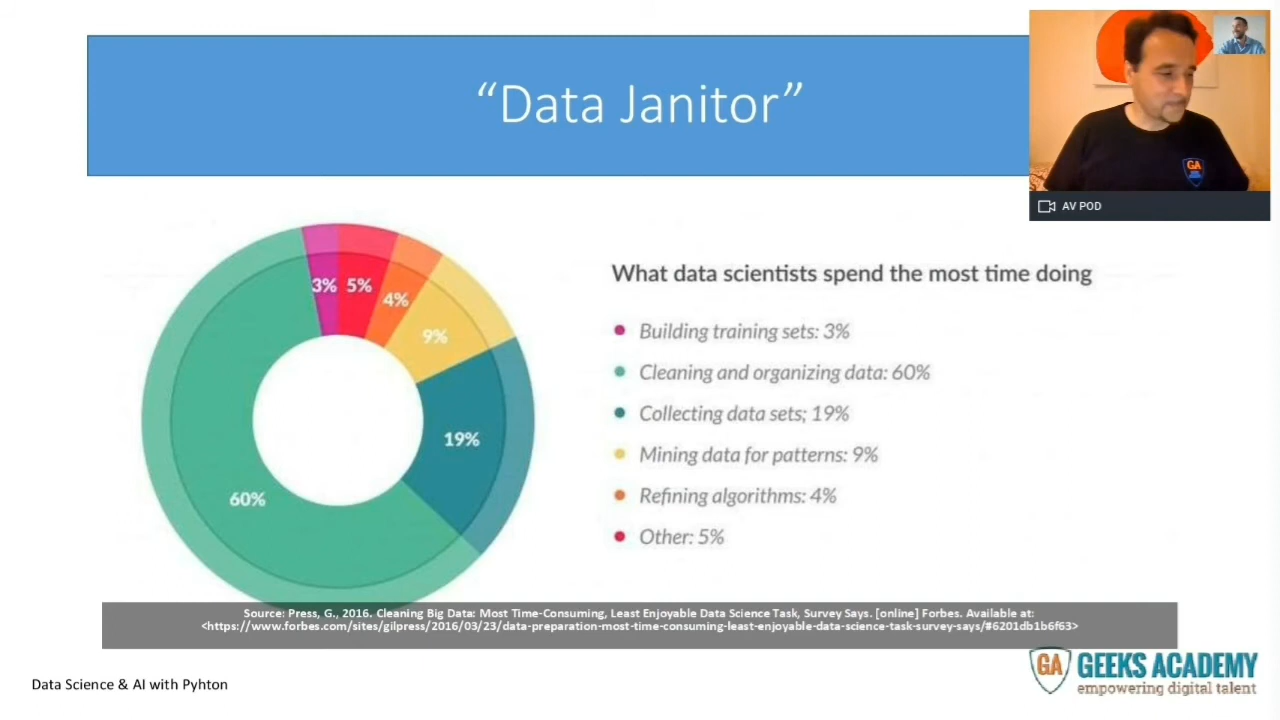 “Data Janitor”
GA
AV POD
3%
5%
4%
9%
19%
60%
What data scientists spend the most time doing
Building training sets: 3%
Cleaning and organizing data: 60%
Collecting data sets; 19%
Mining data for patterns: 9%
Refining algorithms: 4%
Other: 5%
Source: Press, G., 2016. Cleaning Big Data: Most Time-Consuming, Least Enjoyable Data Science Task, Survey Says. [online] Forbes. Available at:
<https://www.forbes.com/sites/gilpress/2016/03/23/data-preparation-most-time-consuming-least-enjoyable-data-science-task-survey-says/#6201db1b6f63>
GA GEEKS ACADEMY
empowering digital talent
Data Science & AI with Pyhton